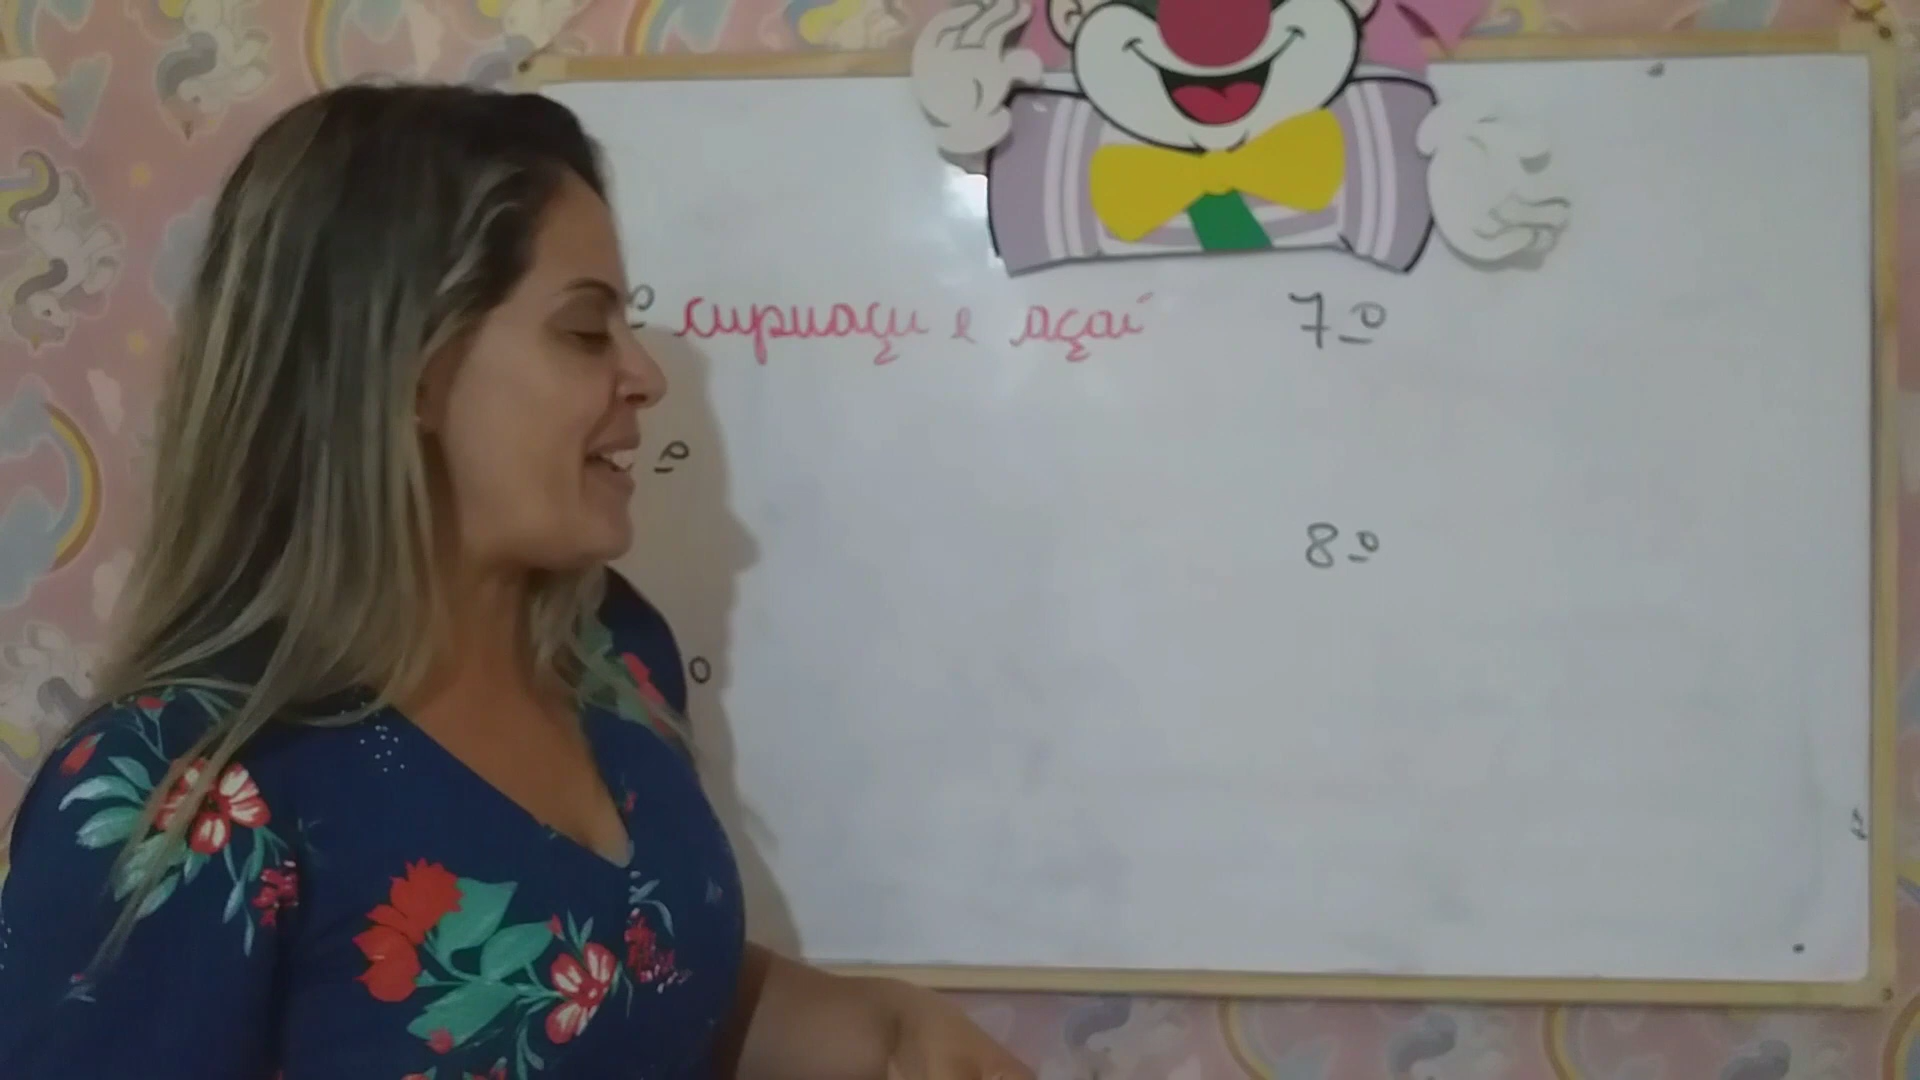 º cupuaçu e açaí 7º
º
8º
o